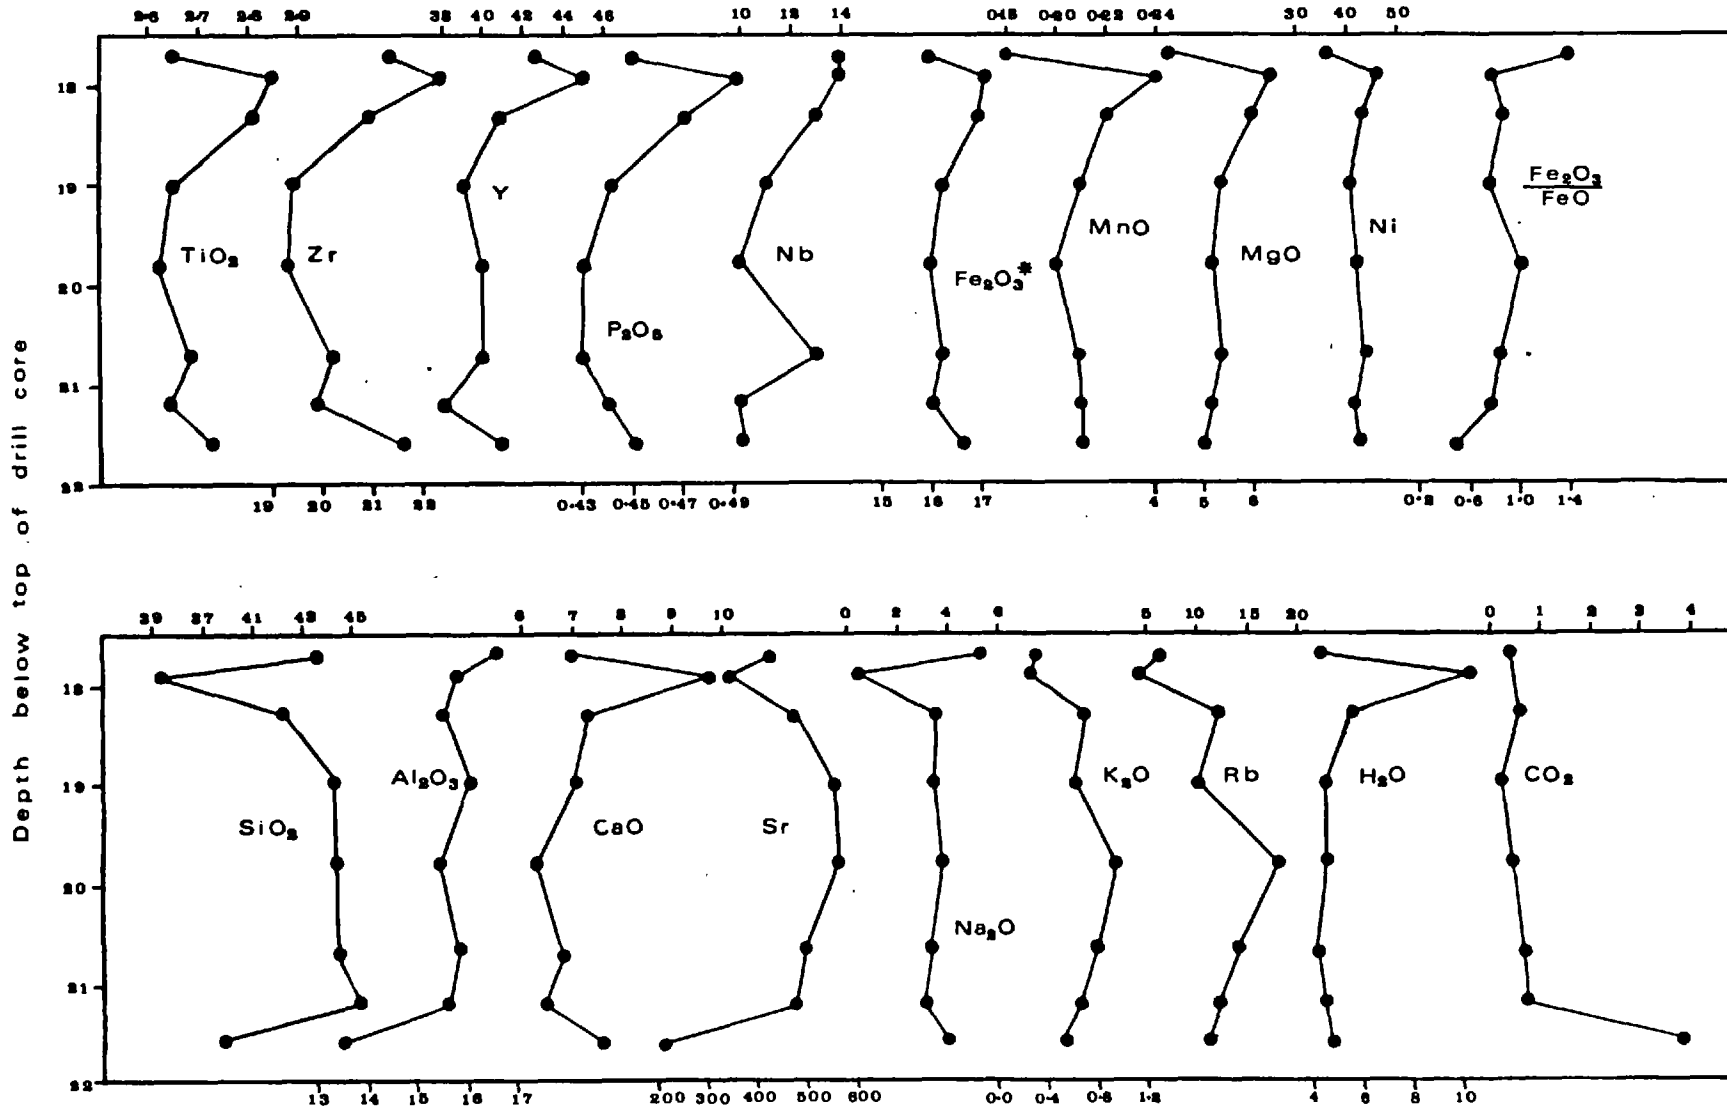 2·6 2·7 2·8 2·9 38 40 42 44 46 10 12 14 0·18 0·20 0·22 0·24 30 40 50
18
19
20
21
22
TiO₂ Zr Y P₂O₅ Nb Fe₂O₃* MnO MgO Ni Fe₂O₃
FeO
19 20 21 22 0·43 0·45 0·47 0·49 15 16 17 4 5 6 0·2 0·6 1·0 1·4
Depth below top of drill core
39 37 41 43 45 6 7 8 9 10 0 2 4 6 5 10 15 20 0 1 2 3 4
18
19
20
21
22
SiO₂ Al₂O₃ CaO Sr Na₂O K₂O Rb H₂O CO₂
13 14 15 16 17 200 300 400 500 600 0·0 0·4 0·8 1·2 4 6 8 10